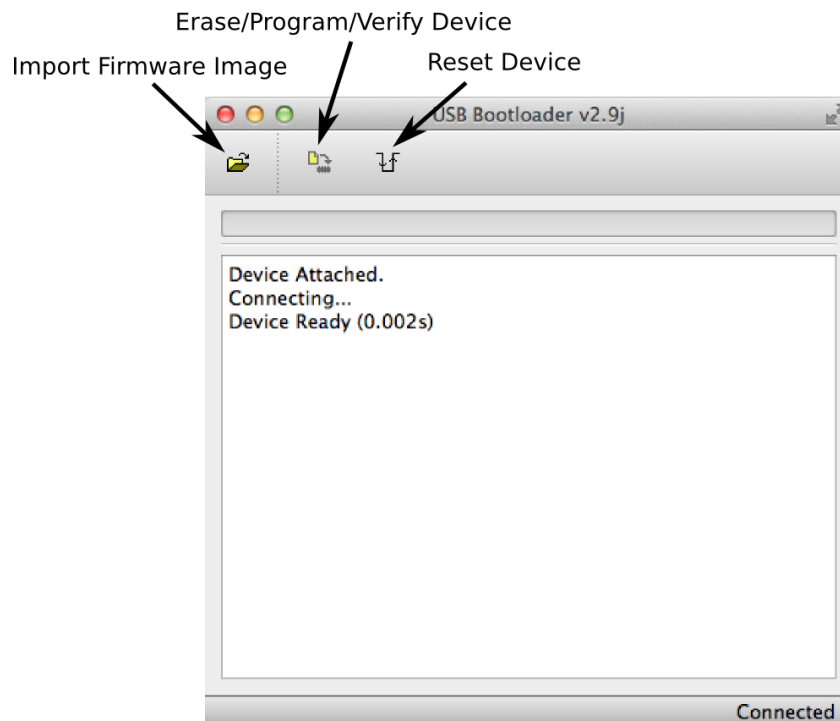 Erase/Program/Verify Device
Import Firmware Image
Reset Device
USB Bootloader v2.9j
Device Attached.
Connecting...
Device Ready (0.002s)
Connected